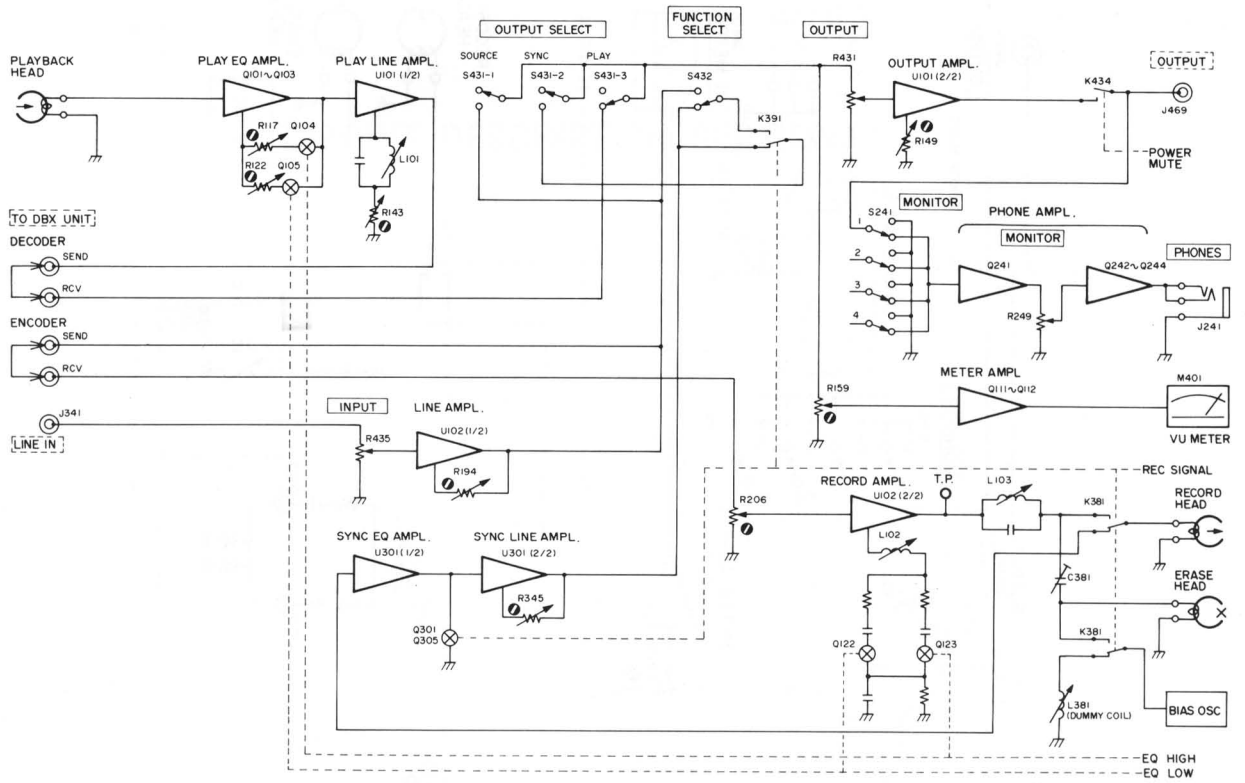 FUNCTION
SELECT
OUTPUT SELECT
OUTPUT
SOURCE
SYNC
PLAY
S431-1
S431-2
S431-3
S432
R431
PLAYBACK
HEAD
PLAY EQ AMPL.
Q101~Q103
PLAY LINE AMPL.
U101 (1/2)
OUTPUT AMPL.
U101 (2/2)
K434
OUTPUT
J469
R117
Q104
R122
Q105
L101
R143
K391
R149
POWER
MUTE
TO DBX UNIT
DECODER
SEND
RCV
ENCODER
SEND
RCV
MONITOR
S241
1
2
3
4
PHONE AMPL.
MONITOR
Q241
Q242~Q244
R249
PHONES
J241
J341
LINE IN
INPUT
R435
LINE AMPL.
U102 (1/2)
R194
R159
METER AMPL
Q111~Q112
M401
VU METER
REC SIGNAL
R206
RECORD AMPL.
U102 (2/2)
T.P.
L103
L102
K381
RECORD
HEAD
SYNC EQ AMPL.
U301 (1/2)
SYNC LINE AMPL.
U301 (2/2)
R345
Q301
Q305
C381
ERASE
HEAD
K381
Q122
Q123
L381
(DUMMY COIL)
BIAS OSC
EQ HIGH
EQ LOW